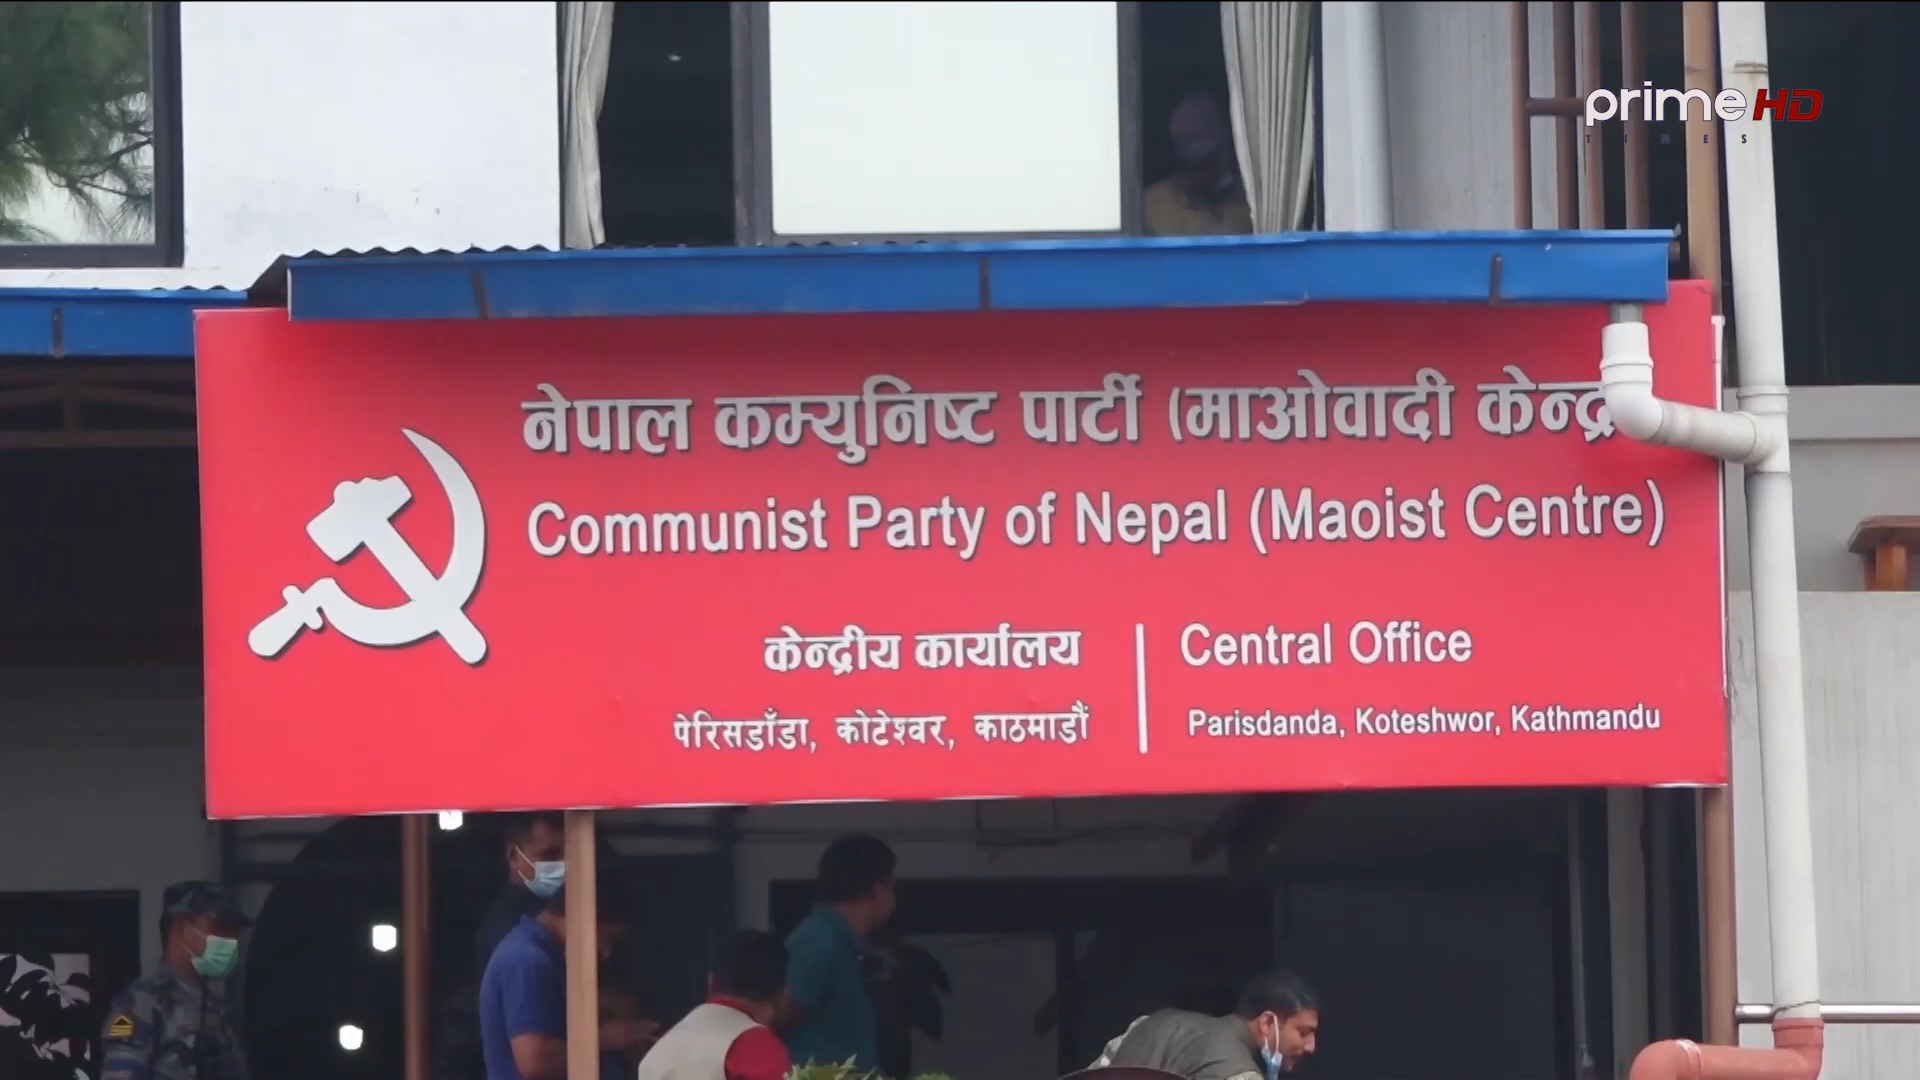 prime HD
TIMES
नेपाल कम्युनिष्ट पार्टी (माओवादी केन्द्र
Communist Party of Nepal (Maoist Centre)
केन्द्रीय कार्यालय
पेरिसडाँडा, कोटेश्वर, काठमाडौं
Central Office
Parisdanda, Koteshwor, Kathmandu